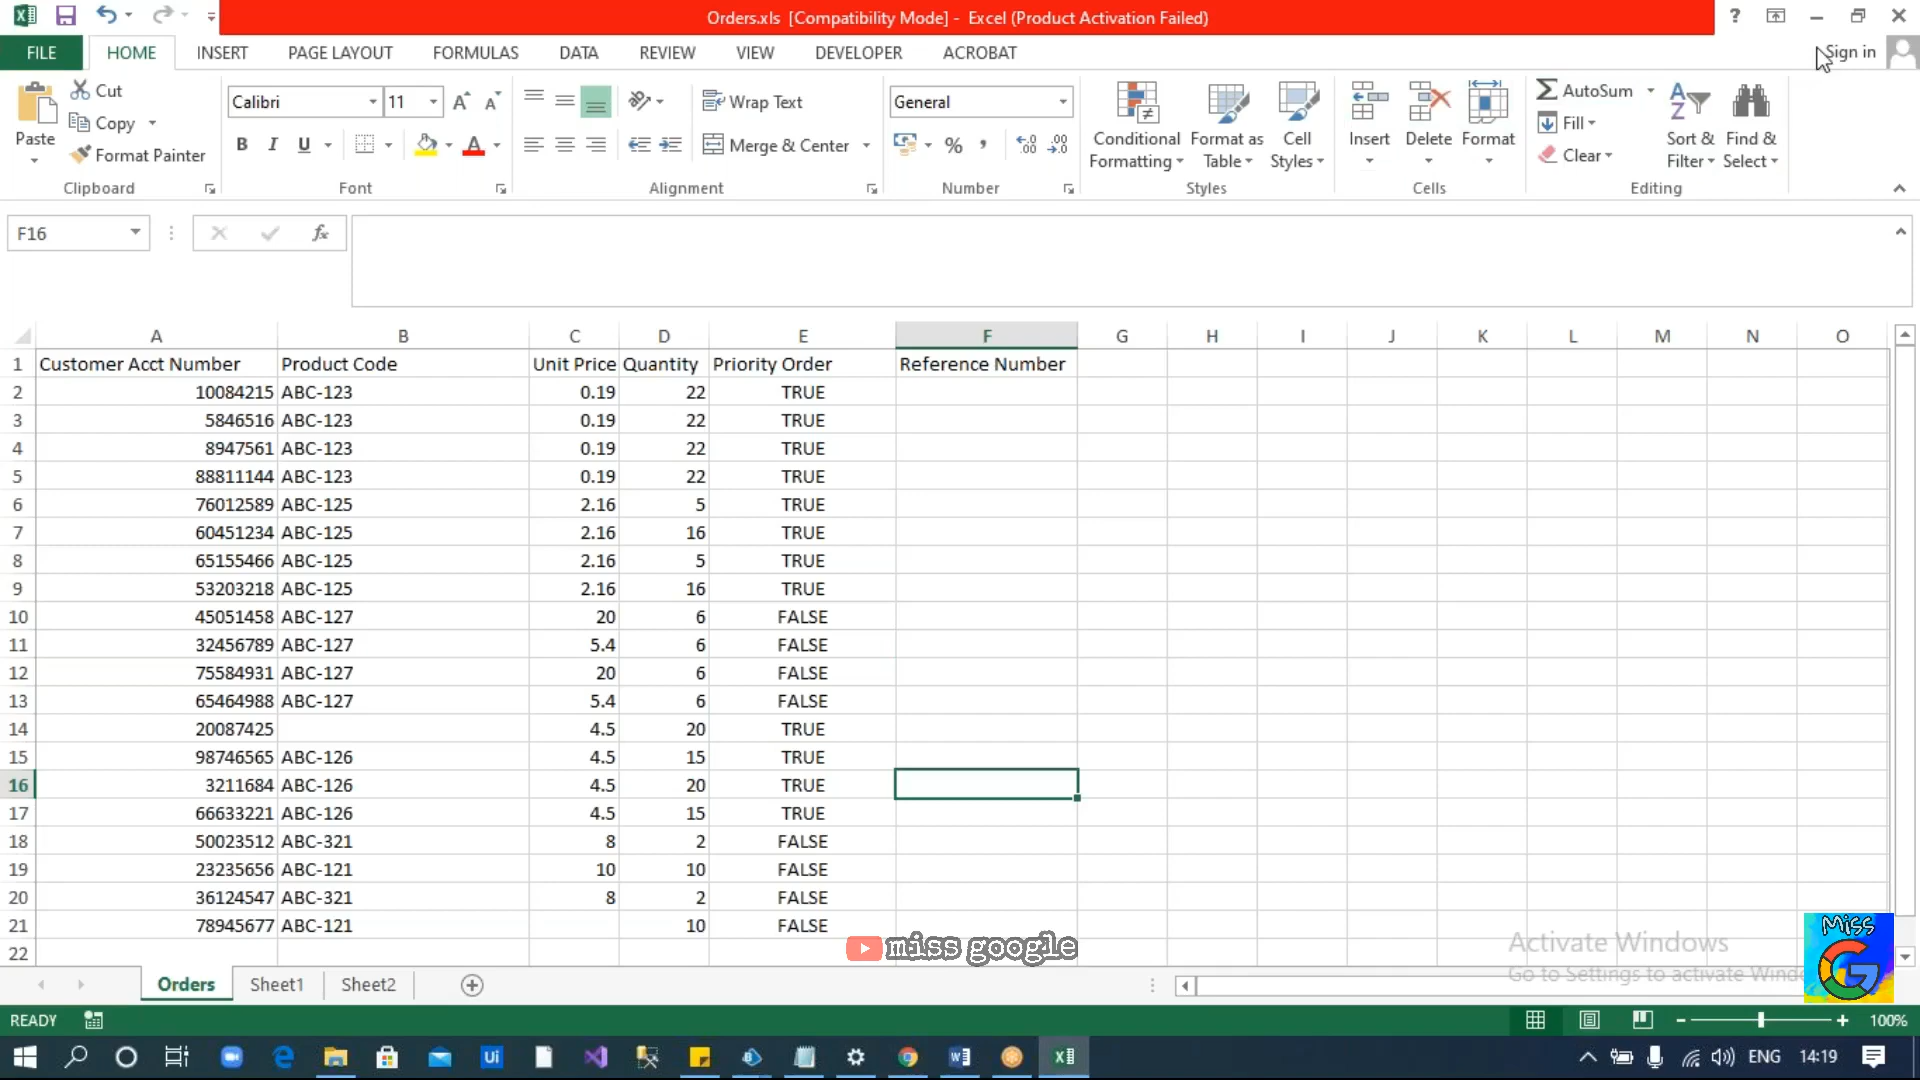 Orders.xls [Compatibility Mode] - Excel (Product Activation Failed)
FILE HOME INSERT PAGE LAYOUT FORMULAS DATA REVIEW VIEW DEVELOPER ACROBAT Sign in
Paste
Cut
Copy
Format Painter
Clipboard
Calibri 11
B I U
Font
Wrap Text
Merge & Center
Alignment
General
Number
Conditional Formatting
Format as Table
Cell Styles
Styles
Insert
Delete
Format
Cells
AutoSum
Fill
Clear
Sort & Filter
Find & Select
Editing
F16
fx
A B C D E F G H I J K L M N O
1 Customer Acct Number Product Code Unit Price Quantity Priority Order Reference Number
2 10084215 ABC-123 0.19 22 TRUE
3 5846516 ABC-123 0.19 22 TRUE
4 8947561 ABC-123 0.19 22 TRUE
5 88811144 ABC-123 0.19 22 TRUE
6 76012589 ABC-125 2.16 5 TRUE
7 60451234 ABC-125 2.16 16 TRUE
8 65155466 ABC-125 2.16 5 TRUE
9 53203218 ABC-125 2.16 16 TRUE
10 45051458 ABC-127 20 6 FALSE
11 32456789 ABC-127 5.4 6 FALSE
12 75584931 ABC-127 20 6 FALSE
13 65464988 ABC-127 5.4 6 FALSE
14 20087425 4.5 20 TRUE
15 98746565 ABC-126 4.5 15 TRUE
16 3211684 ABC-126 4.5 20 TRUE
17 66633221 ABC-126 4.5 15 TRUE
18 50023512 ABC-321 8 2 FALSE
19 23235656 ABC-121 10 10 FALSE
20 36124547 ABC-321 8 2 FALSE
21 78945677 ABC-121 10 FALSE
22
miss google
Activate Windows
Go to Settings to activate
Miss
G
Orders Sheet1 Sheet2
READY 100%
ENG 14:19